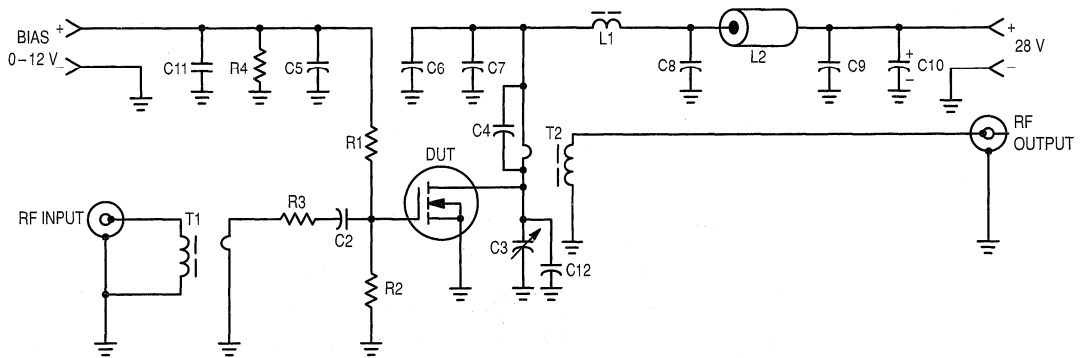 BIAS +
0–12 V –
C11
R4
C5
C6
C7
L1
C8
L2
C9
+
C10
–
+
28 V
–
R1
C4
T2
RF
OUTPUT
DUT
RF INPUT
T1
R3
C2
C3
C12
R2